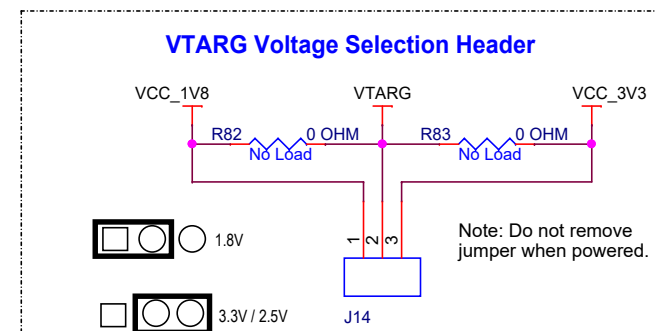 VTARG Voltage Selection Header
VCC_1V8 VTARG VCC_3V3
R82 0 OHM R83 0 OHM
No Load No Load
1 2 3
Note: Do not remove
jumper when powered.
1.8V
3.3V / 2.5V
J14